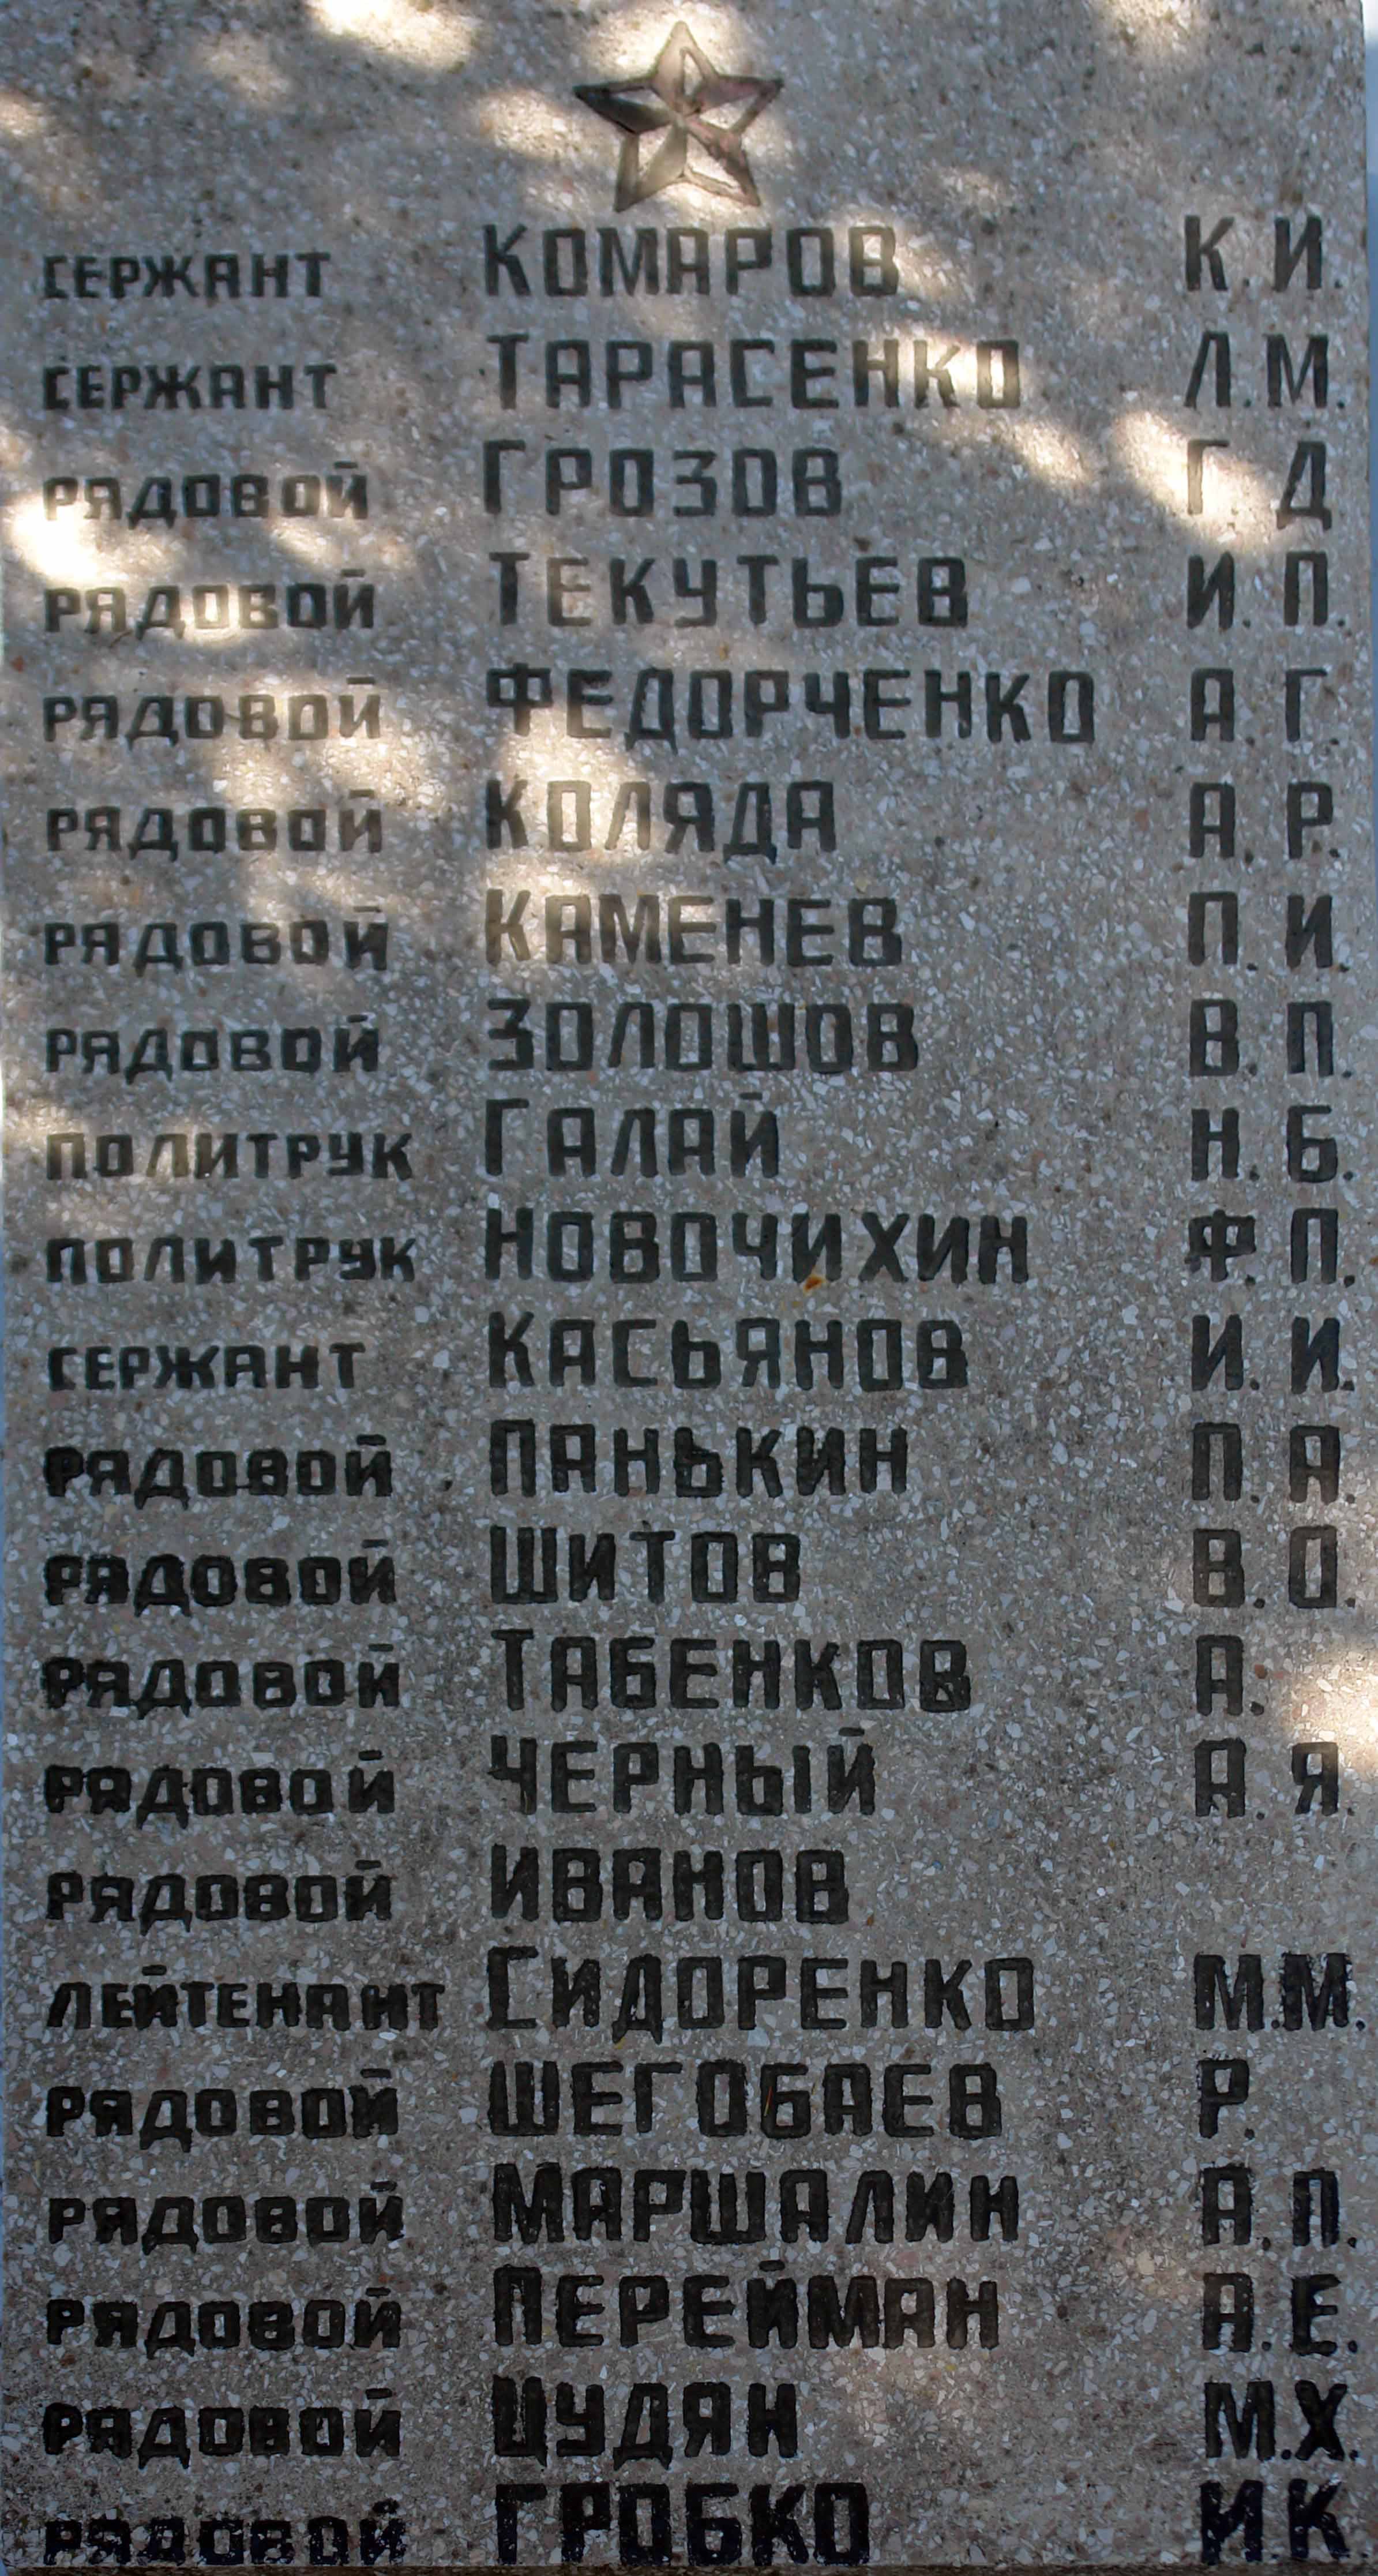 СЕРЖАНТ КОМАРОВ К.И.
СЕРЖАНТ ТАРАСЕНКО Л.М.
РЯДОВОЙ ГРОЗОВ Г.Д
РЯДОВОЙ ТЕКУТЬЕВ И.П.
РЯДОВОЙ ФЕДОРЧЕНКО А.Г.
РЯДОВОЙ КОЛЯДА А.Р.
РЯДОВОЙ КАМЕНЕВ П.И.
РЯДОВОЙ ЗОЛОШОВ В.П.
ПОЛИТРУК ГАЛАЙ Н.Б.
ПОЛИТРУК НОВОЧИХИН Ф.П.
СЕРЖАНТ КАСЬЯНОВ И.И.
РЯДОВОЙ ПАНЬКИН П.А.
РЯДОВОЙ ШИТОВ В.О.
РЯДОВОЙ ТАБЕНКОВ А.
РЯДОВОЙ ЧЕРНЫЙ А.Я.
РЯДОВОЙ ИВАНОВ
ЛЕЙТЕНАНТ СИДОРЕНКО М.М.
РЯДОВОЙ ШЕГОБАЕВ Р.
РЯДОВОЙ МАРШАЛИН А.П.
РЯДОВОЙ ПЕРЕЙМАН А.Е.
РЯДОВОЙ ЦУДЯН М.Х.
РЯДОВОЙ ГРОБКО И.К.